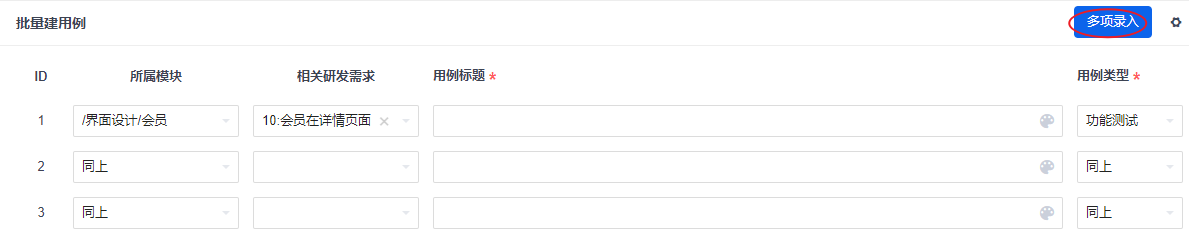 批量建用例 多项录入
ID 所属模块 相关研发需求 用例标题 * 用例类型 *
1 /界面设计/会员 10:会员在详情页面 × 功能测试
2 同上 同上
3 同上 同上